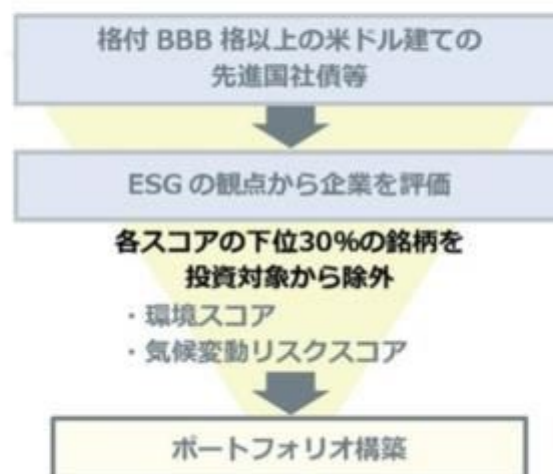 格付 BBB 格以上の米ドル建ての
先進国社債等
ESG の観点から企業を評価
各スコアの下位30%の銘柄を
投資対象から除外
・環境スコア
・気候変動リスクスコア
ポートフォリオ構築